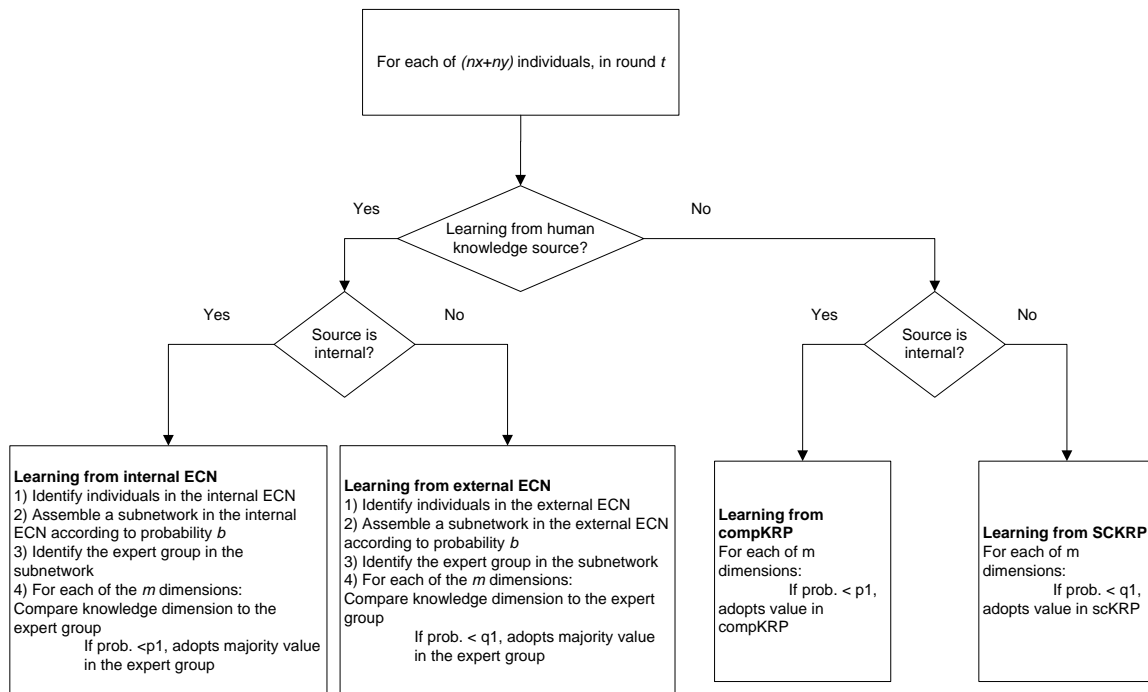 For each of (nx+ny) individuals, in round t
Yes
No
Learning from human
knowledge source?
Yes
No
Source is
internal?
Yes
No
Source is
internal?
Learning from internal ECN
1) Identify individuals in the internal ECN
2) Assemble a subnetwork in the internal
ECN according to probability b
3) Identify the expert group in the
subnetwork
4) For each of the m dimensions:
Compare knowledge dimension to the
expert group
If prob. <p1, adopts majority value
in the expert group
Learning from external ECN
1) Identify individuals in the external ECN
2) Assemble a subnetwork in the external ECN
according to probability b
3) Identify the expert group in the subnetwork
4) For each of the m dimensions:
Compare knowledge dimension to the expert
group
If prob. < q1, adopts majority value
in the expert group
Learning from
compKRP
For each of m
dimensions:
If prob. < p1,
adopts value in
compKRP
Learning from SCKRP
For each of m
dimensions:
If prob. < q1,
adopts value in scKRP